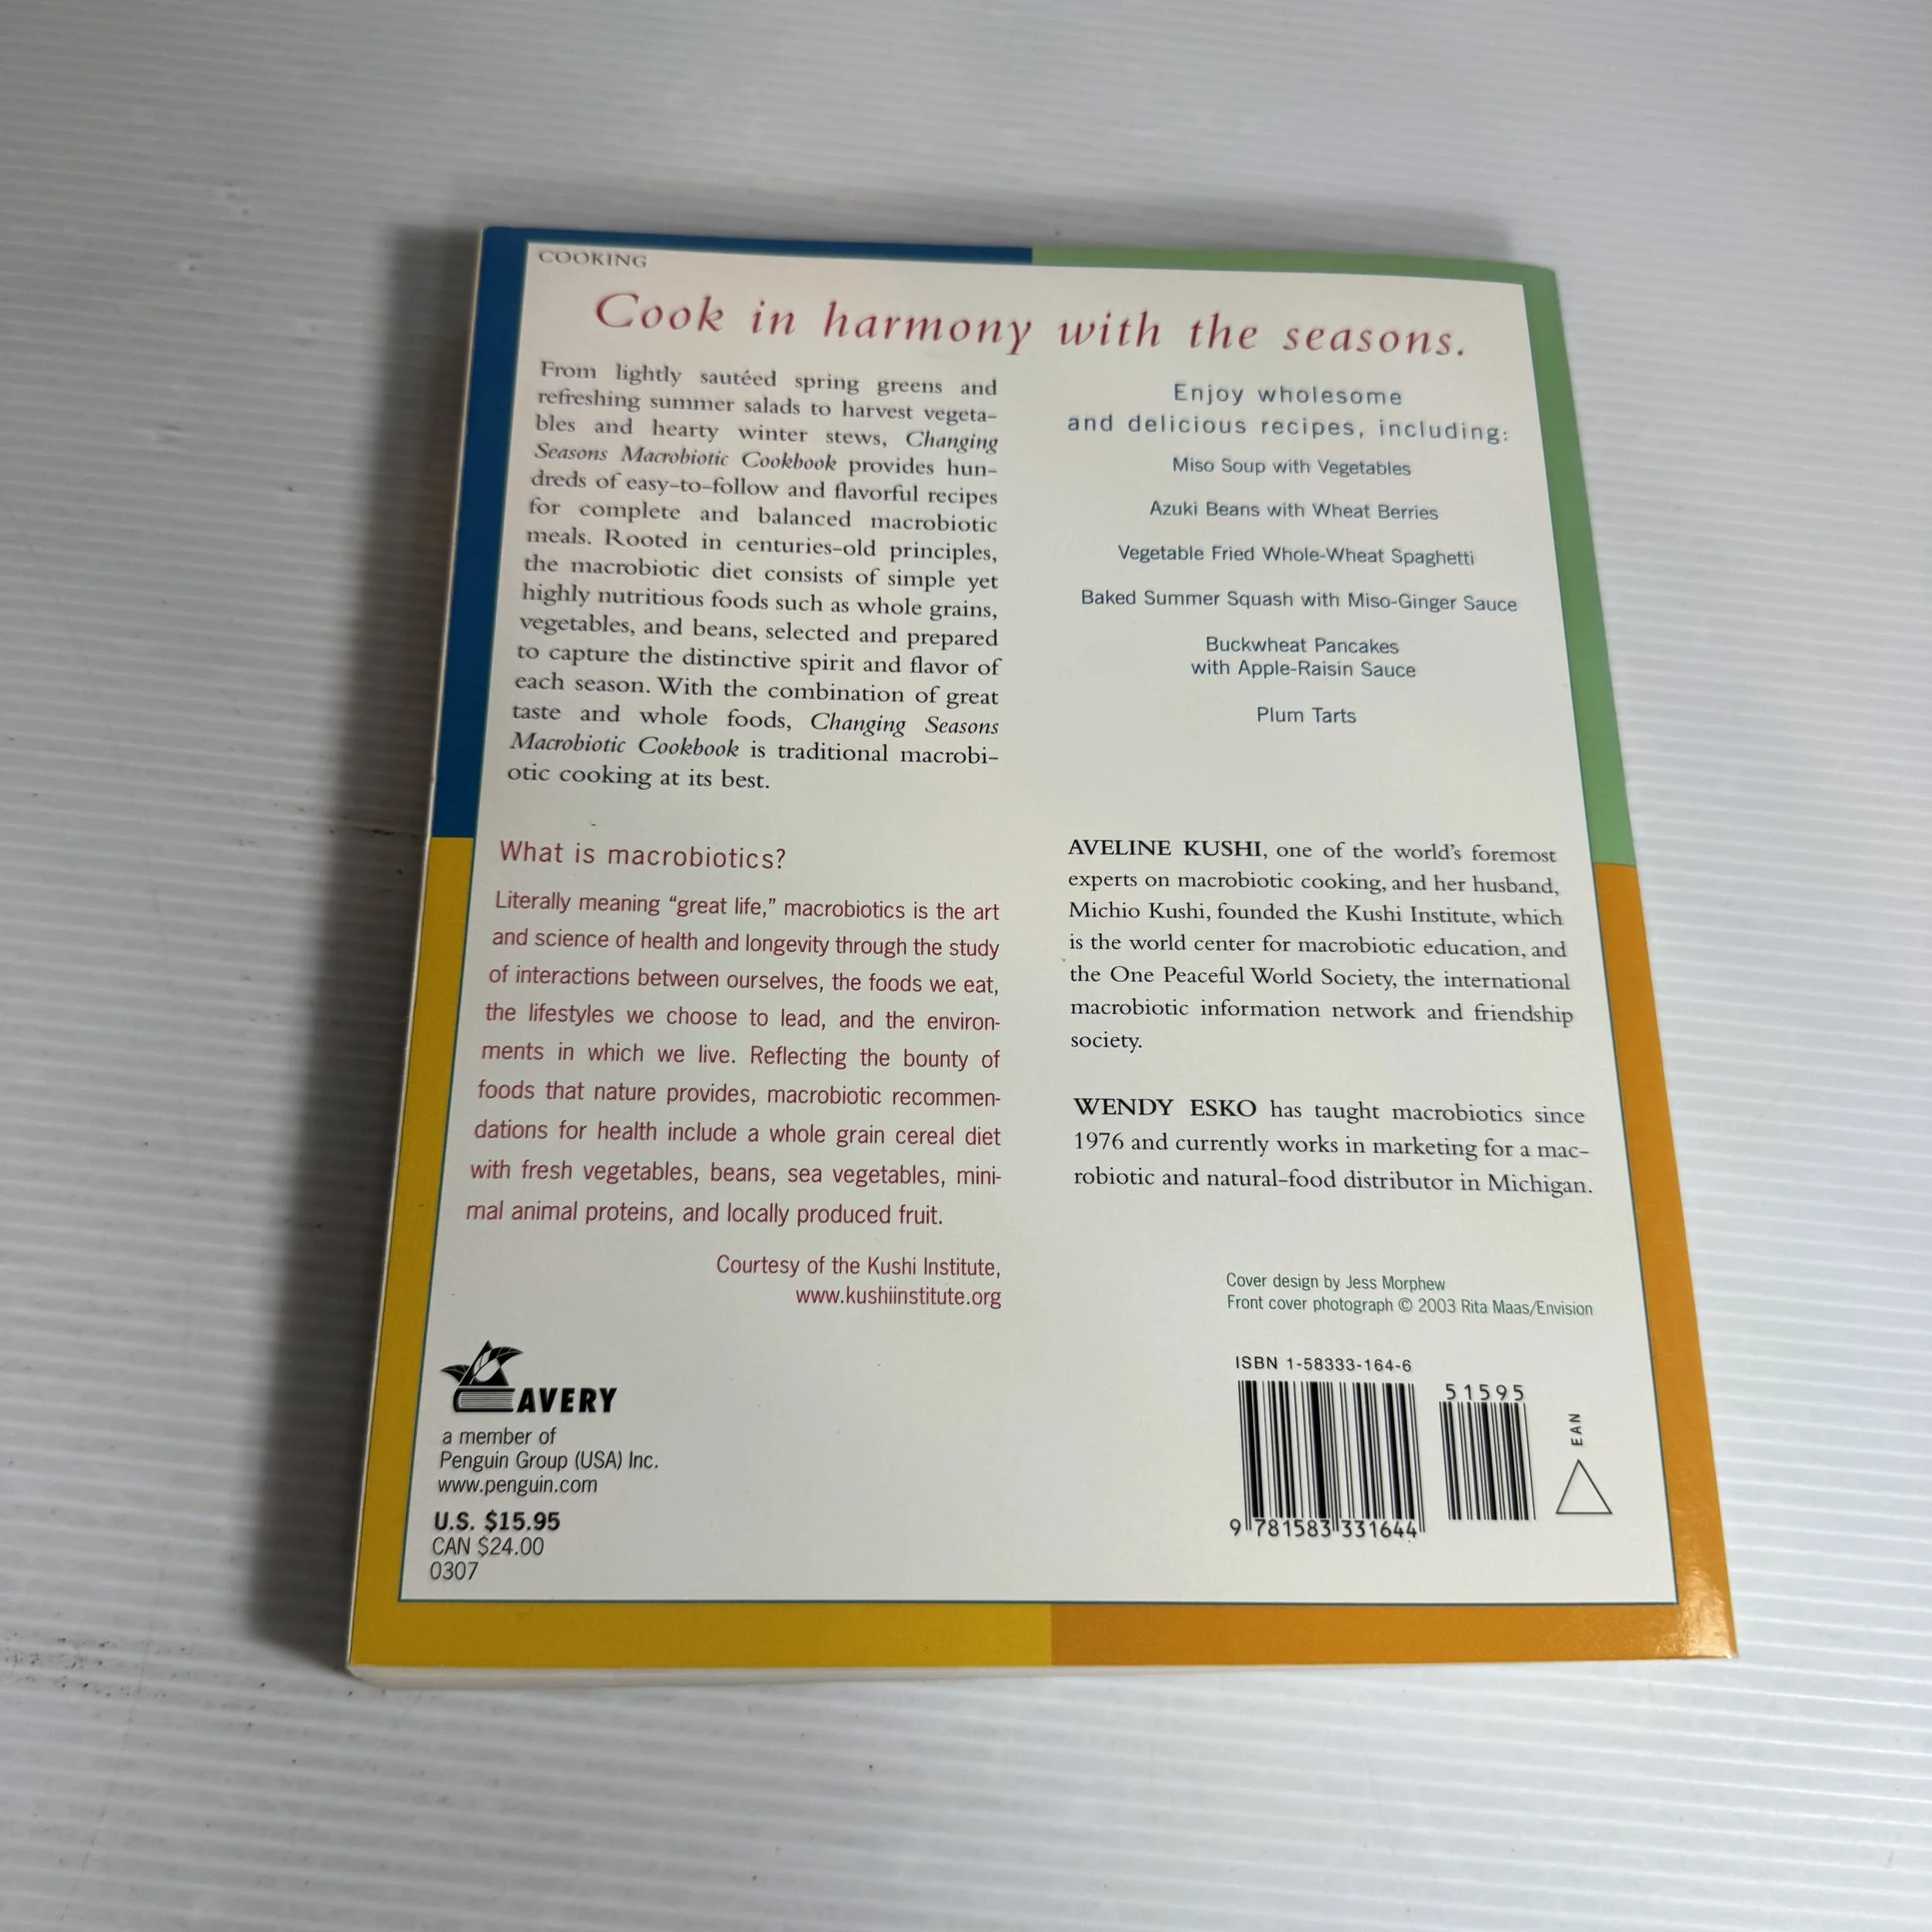 COOKING
Cook in harmony with the seasons.
From lightly sautéed spring greens and
refreshing summer salads to harvest vegeta-
bles and hearty winter stews, Changing
Seasons Macrobiotic Cookbook provides hun-
dreds of easy-to-follow and flavorful recipes
for complete and balanced macrobiotic
meals. Rooted in centuries-old principles,
the macrobiotic diet consists of simple yet
highly nutritious foods such as whole grains,
vegetables, and beans, selected and prepared
to capture the distinctive spirit and flavor of
each season. With the combination of great
taste and whole foods, Changing Seasons
Macrobiotic Cookbook is traditional macrobi-
otic cooking at its best.
Enjoy wholesome
and delicious recipes, including:
Miso Soup with Vegetables
Azuki Beans with Wheat Berries
Vegetable Fried Whole-Wheat Spaghetti
Baked Summer Squash with Miso-Ginger Sauce
Buckwheat Pancakes
with Apple-Raisin Sauce
Plum Tarts
What is macrobiotics?
Literally meaning “great life,” macrobiotics is the art
and science of health and longevity through the study
of interactions between ourselves, the foods we eat,
the lifestyles we choose to lead, and the environ-
ments in which we live. Reflecting the bounty of
foods that nature provides, macrobiotic recommen-
dations for health include a whole grain cereal diet
with fresh vegetables, beans, sea vegetables, mini-
mal animal proteins, and locally produced fruit.
Courtesy of the Kushi Institute,
www.kushiinstitute.org
AVELINE KUSHI, one of the world's foremost
experts on macrobiotic cooking, and her husband,
Michio Kushi, founded the Kushi Institute, which
is the world center for macrobiotic education, and
the One Peaceful World Society, the international
macrobiotic information network and friendship
society.
WENDY ESKO has taught macrobiotics since
1976 and currently works in marketing for a mac-
robiotic and natural-food distributor in Michigan.
Cover design by Jess Morphew
Front cover photograph © 2003 Rita Maas/Envision
AVERY
a member of
Penguin Group (USA) Inc.
www.penguin.com
U.S. $15.95
CAN $24.00
0307
ISBN 1-58333-164-6
51595
EAN
9 781583 331644